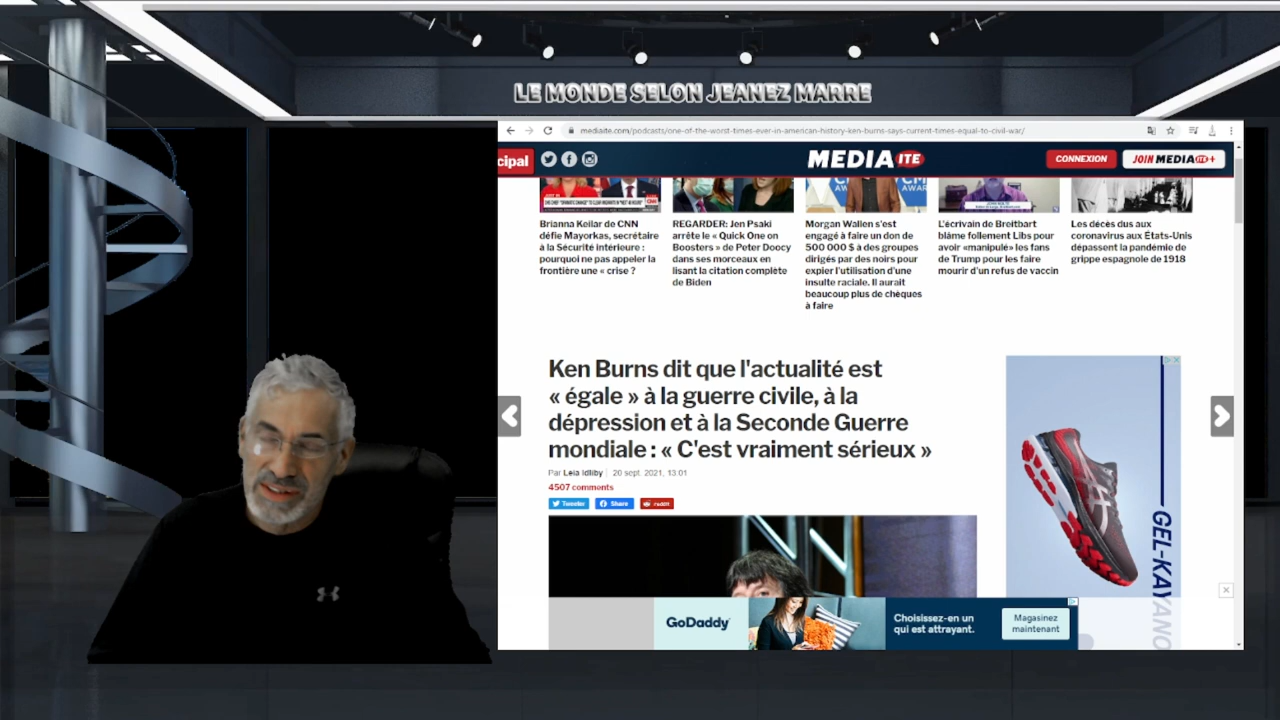 LE MONDE SELON JEANEZ MARRE
mediaite.com/podcasts/one-of-the-worst-times-ever-in-american-history-ken-burns-says-current-times-equal-to-civil-war/
cipal
MEDIAITE
CONNEXION
JOIN MEDIAITE+
CNN
AWAR
Brianna Keilar de CNN
défie Mayorkas, secrétaire
à la Sécurité intérieure :
pourquoi ne pas appeler la
frontière une « crise ?
REGARDER: Jen Psaki
arrête le « Quick One on
Boosters » de Peter Doocy
dans ses morceaux en
lisant la citation complète
de Biden
Morgan Wallen s'est
engagé à faire un don de
500 000 $ à des groupes
dirigés par des noirs pour
expier l'utilisation d'une
insulte raciale. Il aurait
beaucoup plus de chèques
à faire
L'écrivain de Breitbart
blâme follement Libs pour
avoir «manipulé» les fans
de Trump pour les faire
mourir d'un refus de vaccin
Les décès dus aux
coronavirus aux États-Unis
dépassent la pandémie de
grippe espagnole de 1918
Ken Burns dit que l'actualité est
« égale » à la guerre civile, à la
dépression et à la Seconde Guerre
mondiale : « C'est vraiment sérieux »
Par Leia Idliby 20 sept. 2021, 13:01
4507 comments
Tweeter
Share
reddit
GEL-KAYANO
GoDaddy
Choisissez-en un
qui est attrayant.
Magasinez
maintenant